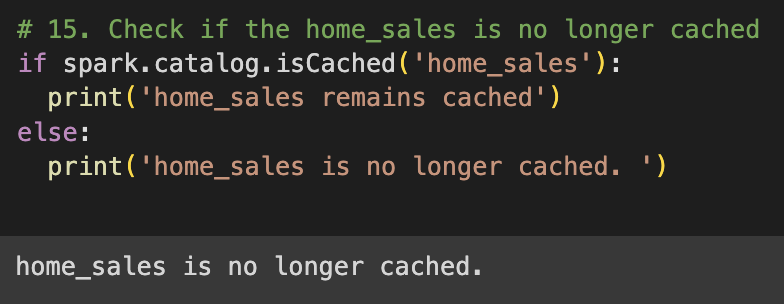 # 15. Check if the home_sales is no longer cached
if spark.catalog.isCached('home_sales'):
  print('home_sales remains cached')
else:
  print('home_sales is no longer cached. ')
home_sales is no longer cached.